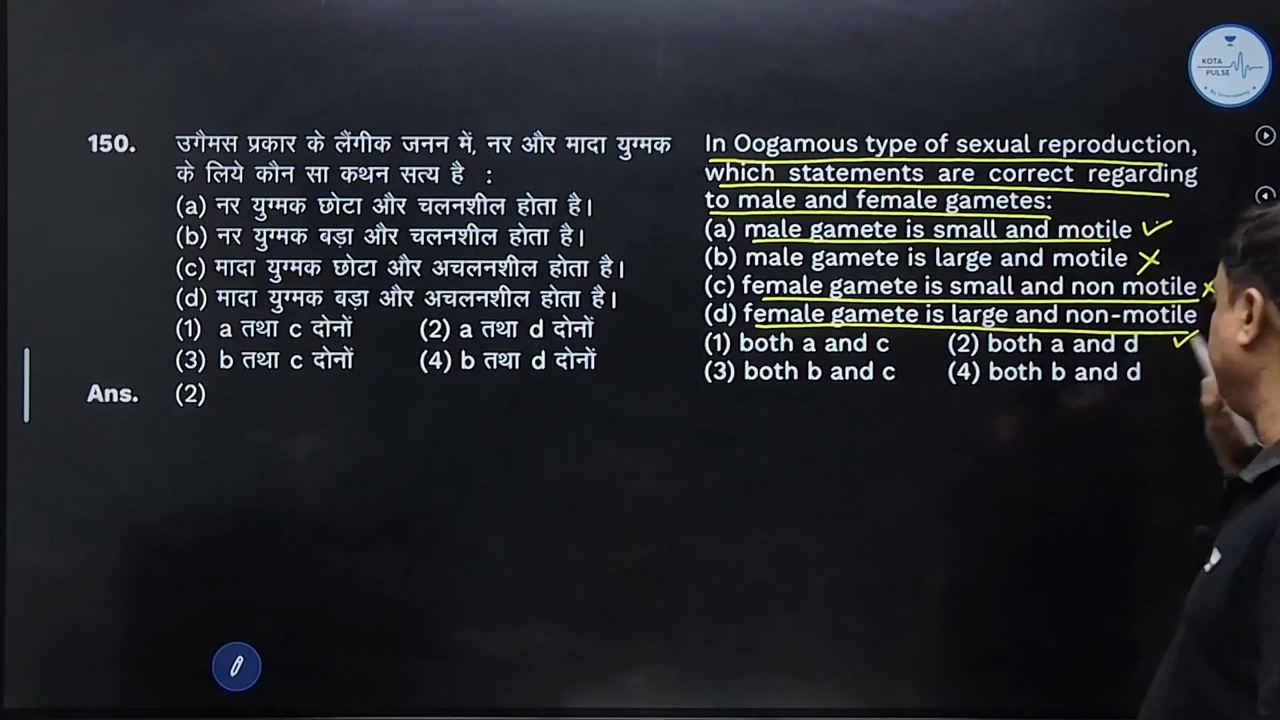 KOTA
PULSE
150.
उगैमस प्रकार के लैंगीक जनन में, नर और मादा युग्मक
के लिये कौन सा कथन सत्य है :
(a) नर युग्मक छोटा और चलनशील होता है।
(b) नर युग्मक बड़ा और चलनशील होता है।
(c) मादा युग्मक छोटा और अचलनशील होता है।
(d) मादा युग्मक बड़ा और अचलनशील होता है।
(1) a तथा c दोनों (2) a तथा d दोनों
(3) b तथा c दोनों (4) b तथा d दोनों
Ans. (2)
In Oogamous type of sexual reproduction,
which statements are correct regarding
to male and female gametes:
(a) male gamete is small and motile
(b) male gamete is large and motile
(c) female gamete is small and non motile
(d) female gamete is large and non-motile
(1) both a and c (2) both a and d
(3) both b and c (4) both b and d